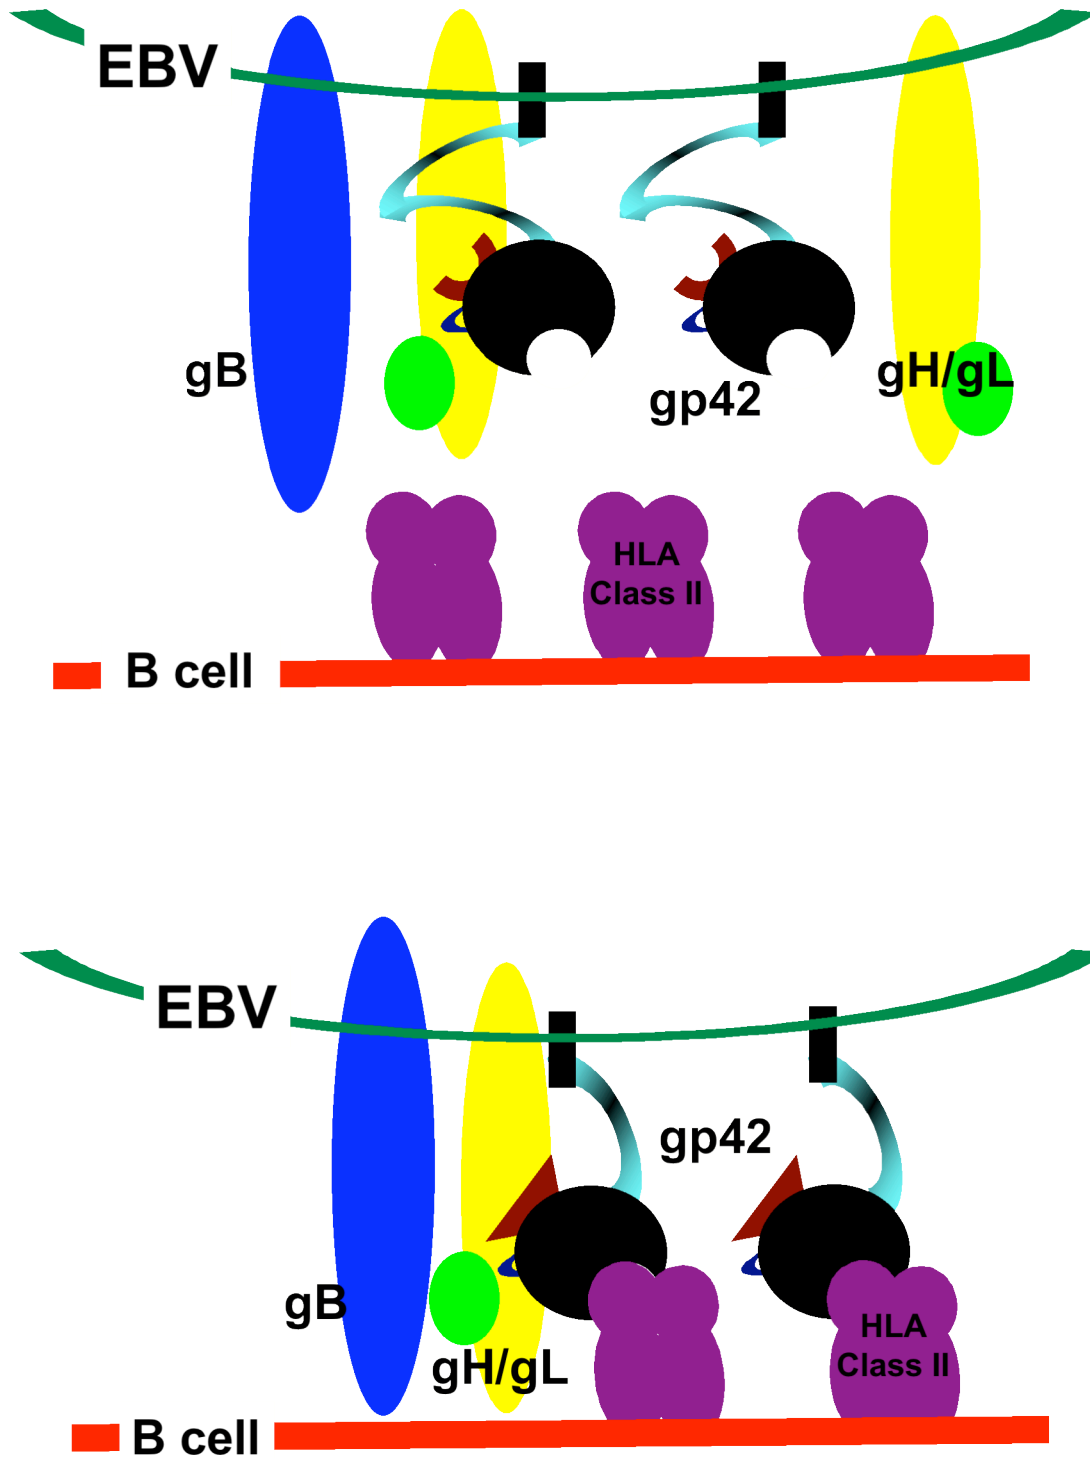 EBV
gB
gp42
gH/gL
HLA
Class II
B cell
EBV
gp42
gB
gH/gL
HLA
Class II
B cell